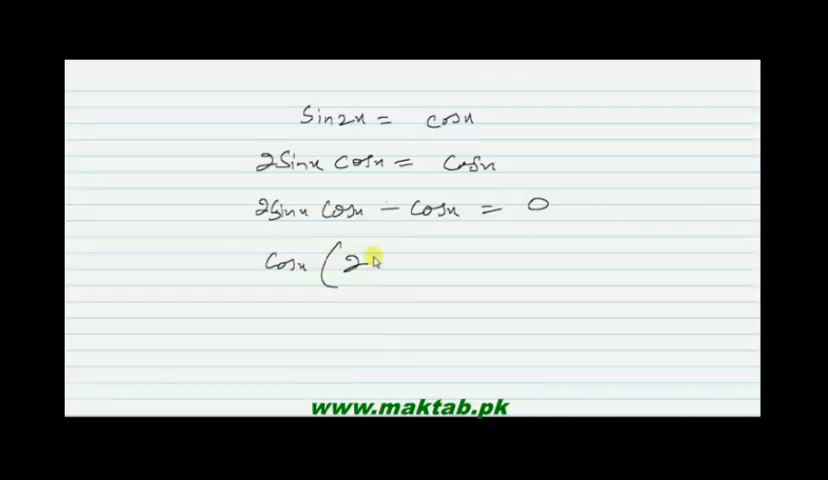 sin2x = cosx
2sinx cosx = cosx
2sinx cosx - cosx = 0
cosx (2
www.maktab.pk